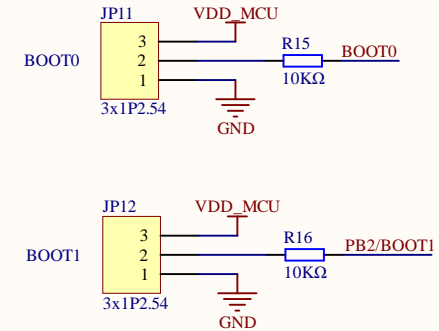 JP11
VDD_MCU
3
R15
BOOT0
BOOT0
2
1
10KΩ
3x1P2.54
GND
JP12
VDD_MCU
3
R16
PB2/BOOT1
BOOT1
2
1
10KΩ
3x1P2.54
GND